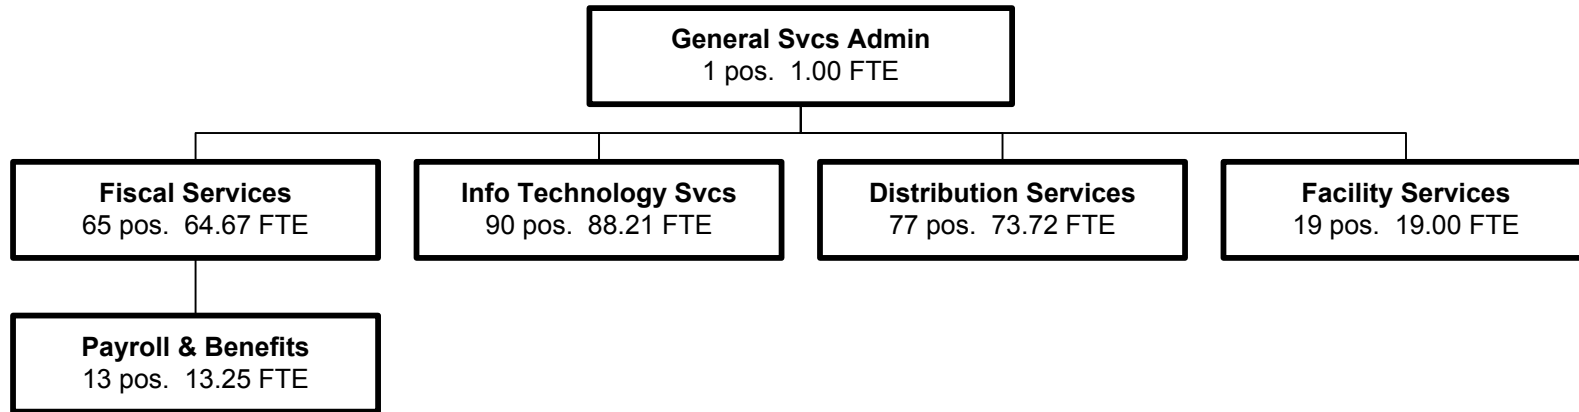 General Svcs Admin
1 pos.  1.00 FTE
Fiscal Services
65 pos.  64.67 FTE
Info Technology Svcs
90 pos.  88.21 FTE
Distribution Services
77 pos.  73.72 FTE
Facility Services
19 pos.  19.00 FTE
Payroll & Benefits
13 pos.  13.25 FTE